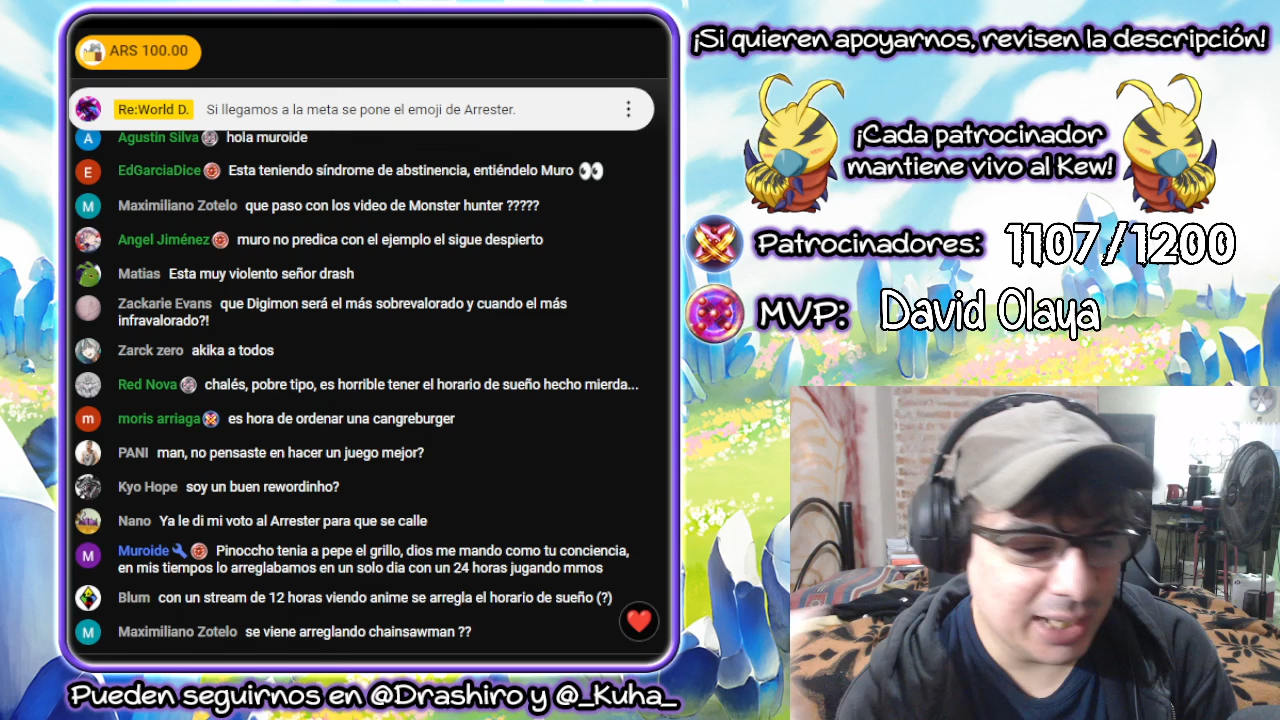 ARS 100.00
Re:World D. Si llegamos a la meta se pone el emoji de Arrester.
A Agustin Silva hola muroide
E EdGarciaDice Esta teniendo síndrome de abstinencia, entiéndelo Muro 👀
M Maximiliano Zotelo que paso con los video de Monster hunter ?????
Angel Jiménez muro no predica con el ejemplo el sigue despierto
Matias Esta muy violento señor drash
Zackarie Evans que Digimon será el más sobrevalorado y cuando el más
infravalorado?!
Zarck zero akika a todos
Red Nova chalés, pobre tipo, es horrible tener el horario de sueño hecho mierda...
m moris arriaga es hora de ordenar una cangreburger
PANI man, no pensaste en hacer un juego mejor?
Kyo Hope soy un buen rewordinho?
Nano Ya le di mi voto al Arrester para que se calle
M Muroide Pinoccho tenia a pepe el grillo, dios me mando como tu conciencia,
en mis tiempos lo arreglabamos en un solo dia con un 24 horas jugando mmos
Blum con un stream de 12 horas viendo anime se arregla el horario de sueño (?)
M Maximiliano Zotelo se viene arreglando chainsawman ??
Pueden seguirnos en @Drashiro y @_Kuha_
¡Si quieren apoyarnos, revisen la descripción!
¡Cada patrocinador
mantiene vivo al Kew!
Patrocinadores: 1107/1200
MVP: David Olaya